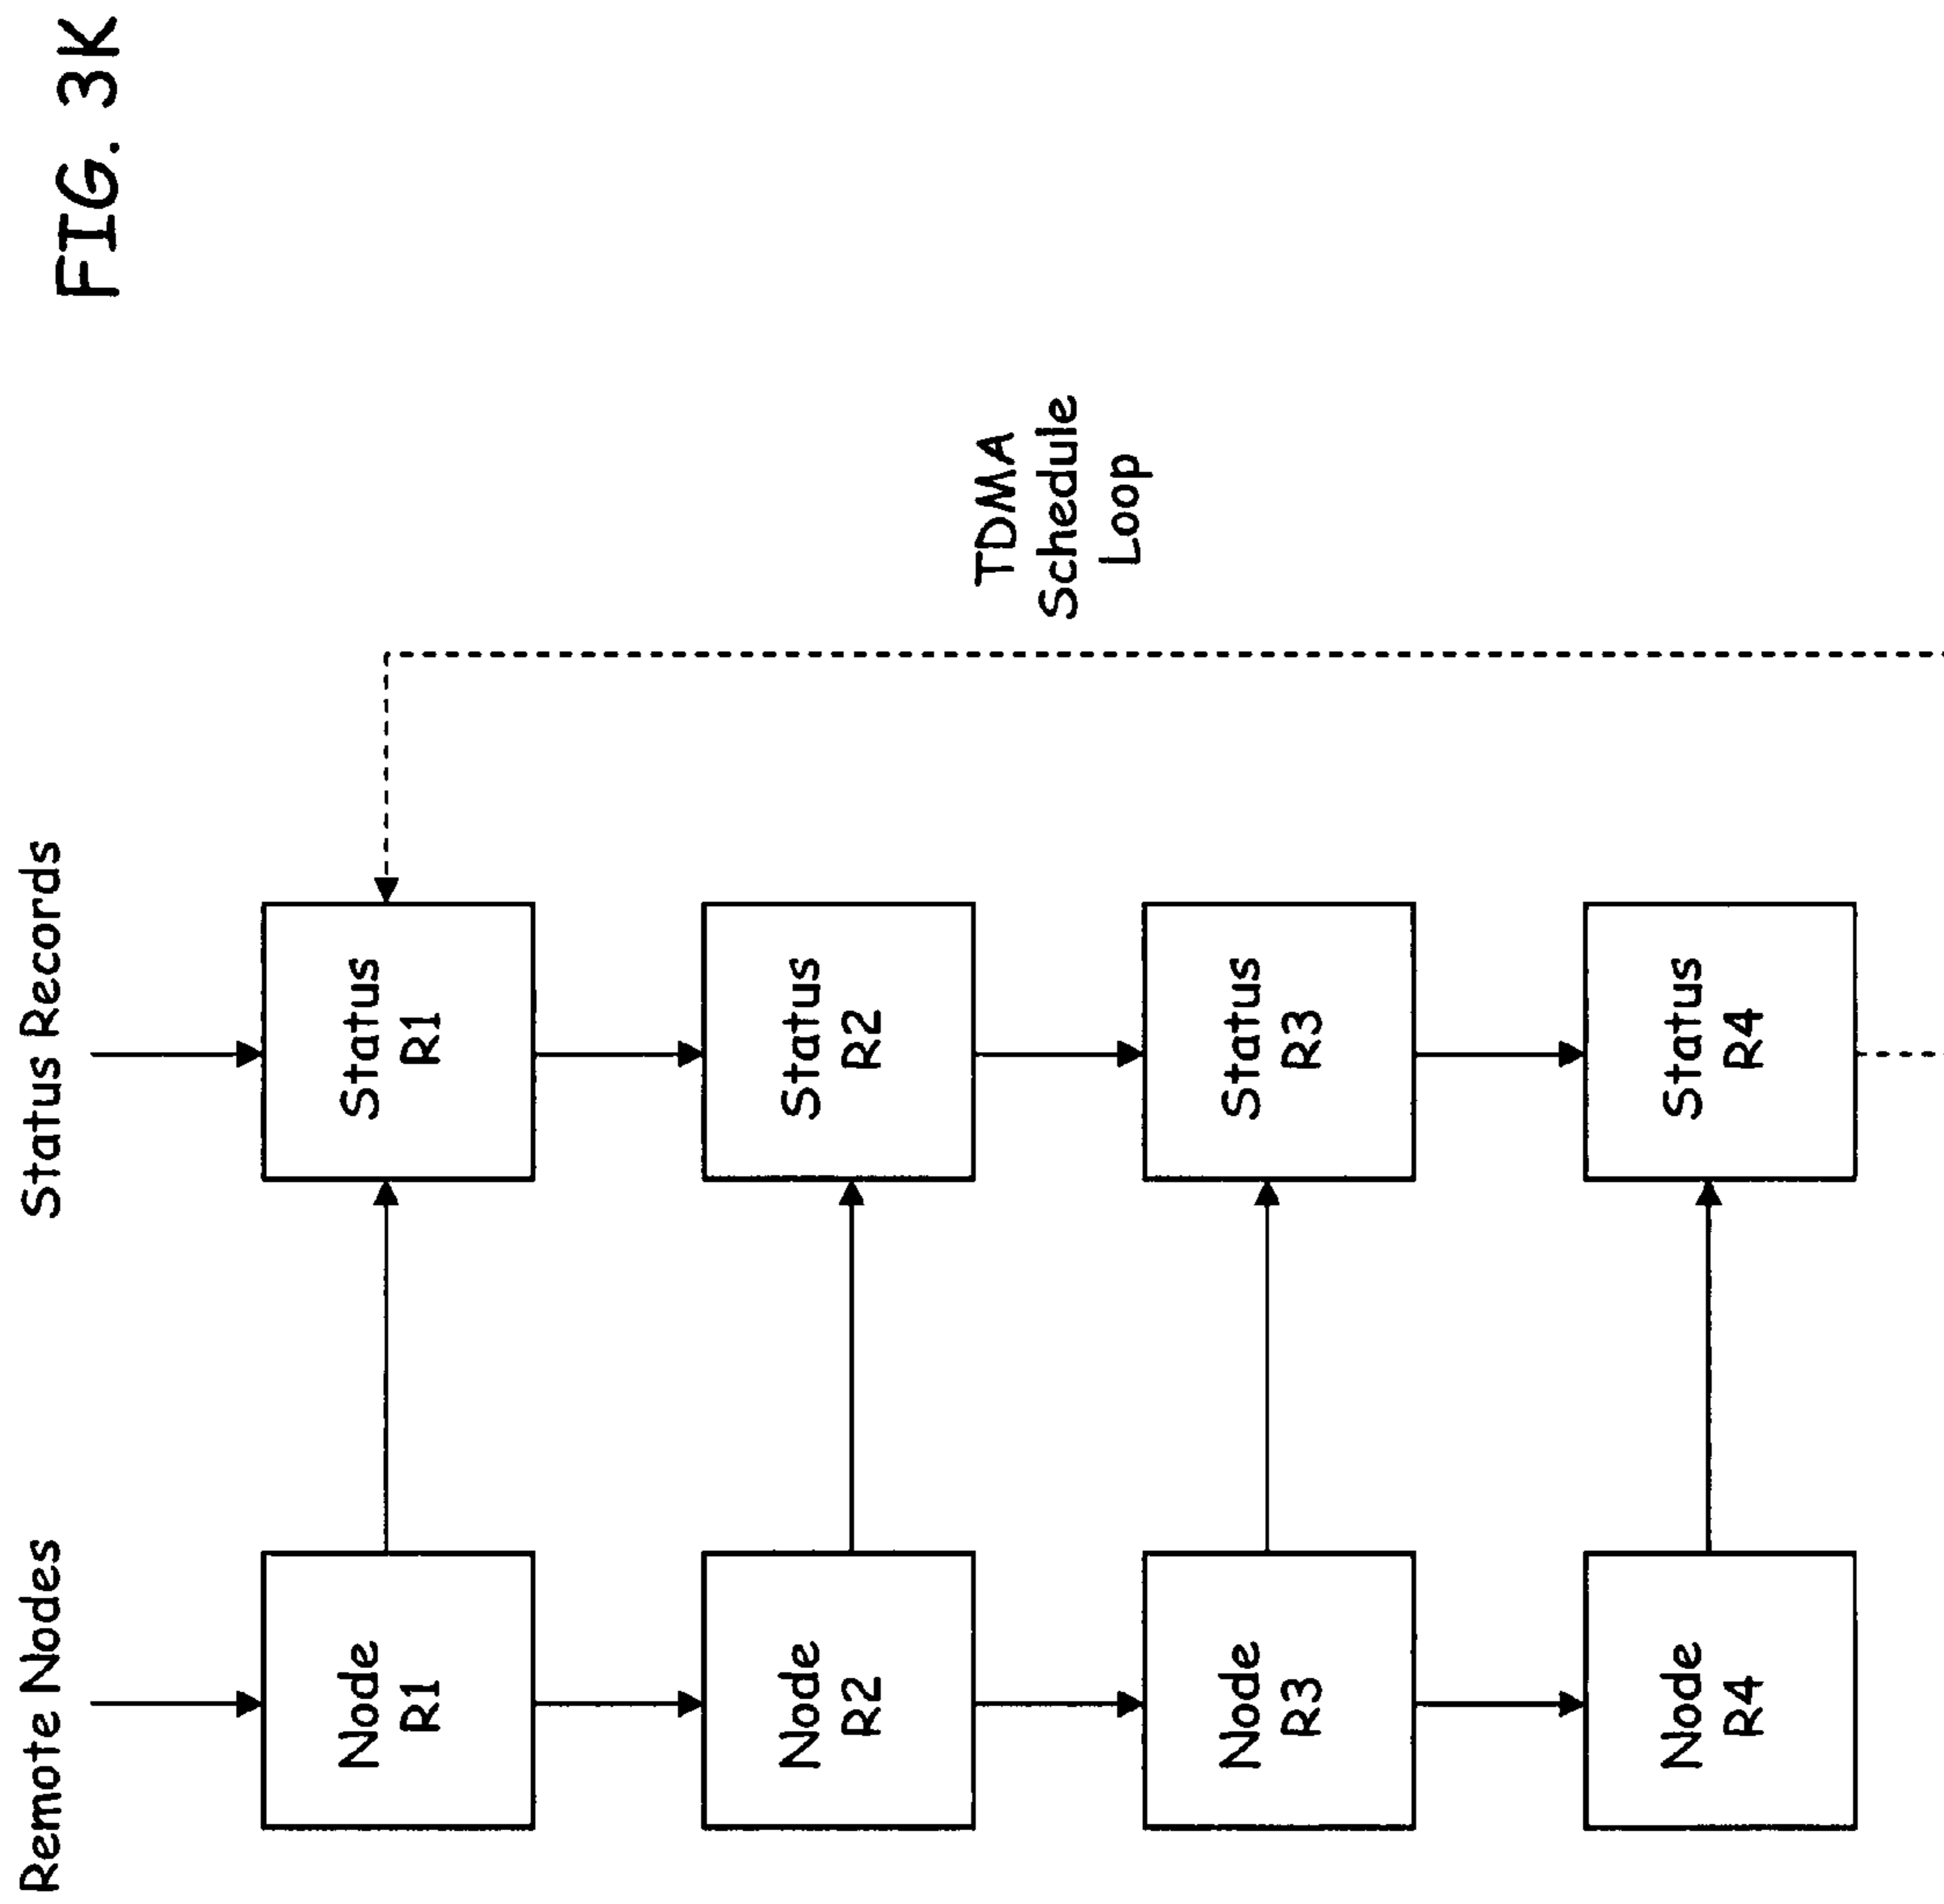 FIG. 3K
Remote Nodes
Status Records
Node
R1
Status
R1
Node
R2
Status
R2
TDMA
Schedule
Loop
Node
R3
Status
R3
Node
R4
Status
R4